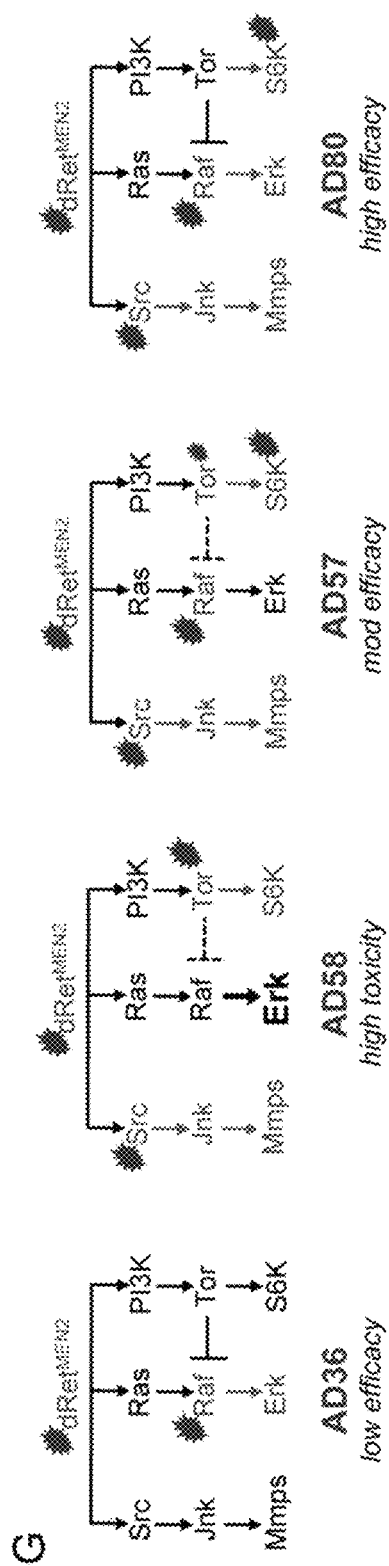 G
dRet^MEN2
Src Ras PI3K
Jnk Raf Tor
Mmps Erk S6K
AD36
low efficacy
dRet^MEN2
Src Ras PI3K
Jnk Raf Tor
Mmps Erk S6K
AD58
high toxicity
dRet^MEN2
Src Ras PI3K
Jnk Raf Tor
Mmps Erk S6K
AD57
mod efficacy
dRet^MEN2
Src Ras PI3K
Jnk Raf Tor
Mmps Erk S6K
AD80
high efficacy